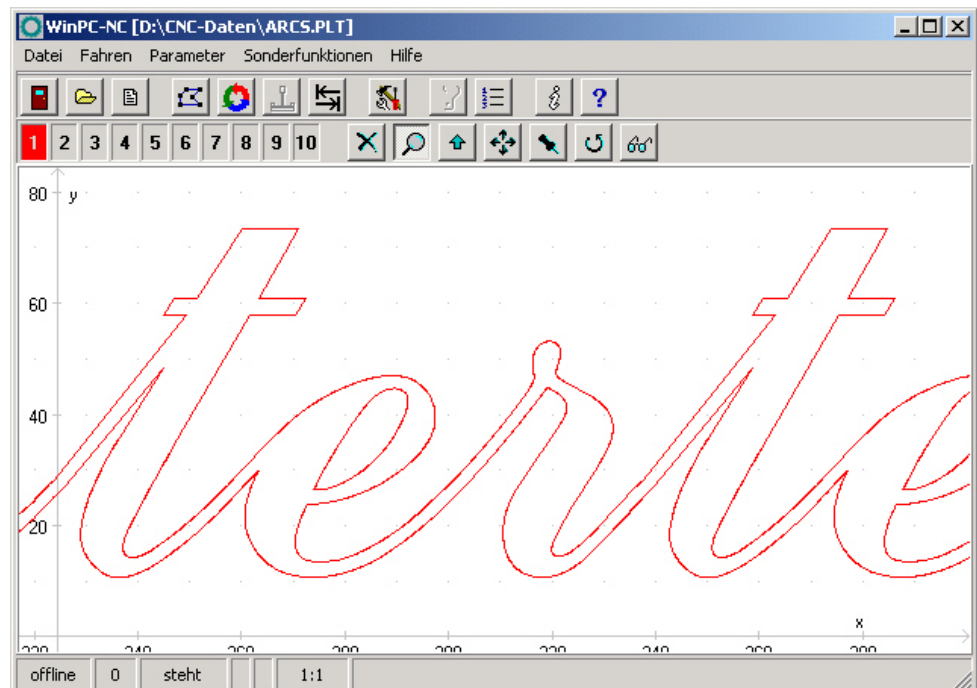 WinPC-NC [D:\CNC-Daten\ARCS.PLT]
Datei Fahren Parameter Sonderfunktionen Hilfe
?
1 2 3 4 5 6 7 8 9 10
80 y
60
40
20
terte
x
offline 0 steht 1:1